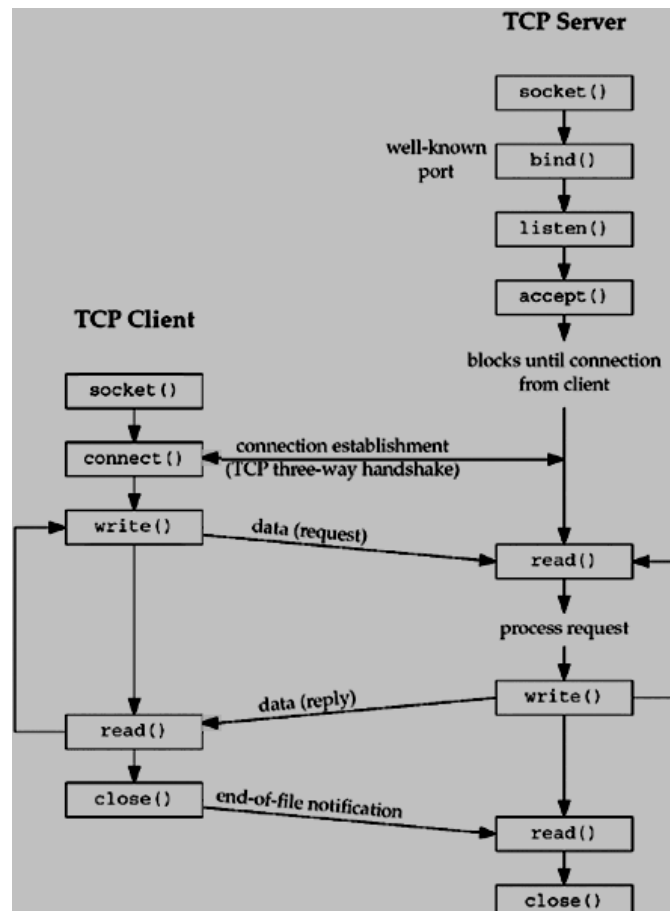 TCP Server
socket()
well-known
port
bind()
listen()
accept()
TCP Client
blocks until connection
from client
socket()
connection establishment
(TCP three-way handshake)
connect()
write()
data (request)
read()
process request
data (reply)
write()
read()
close()
end-of-file notification
read()
close()